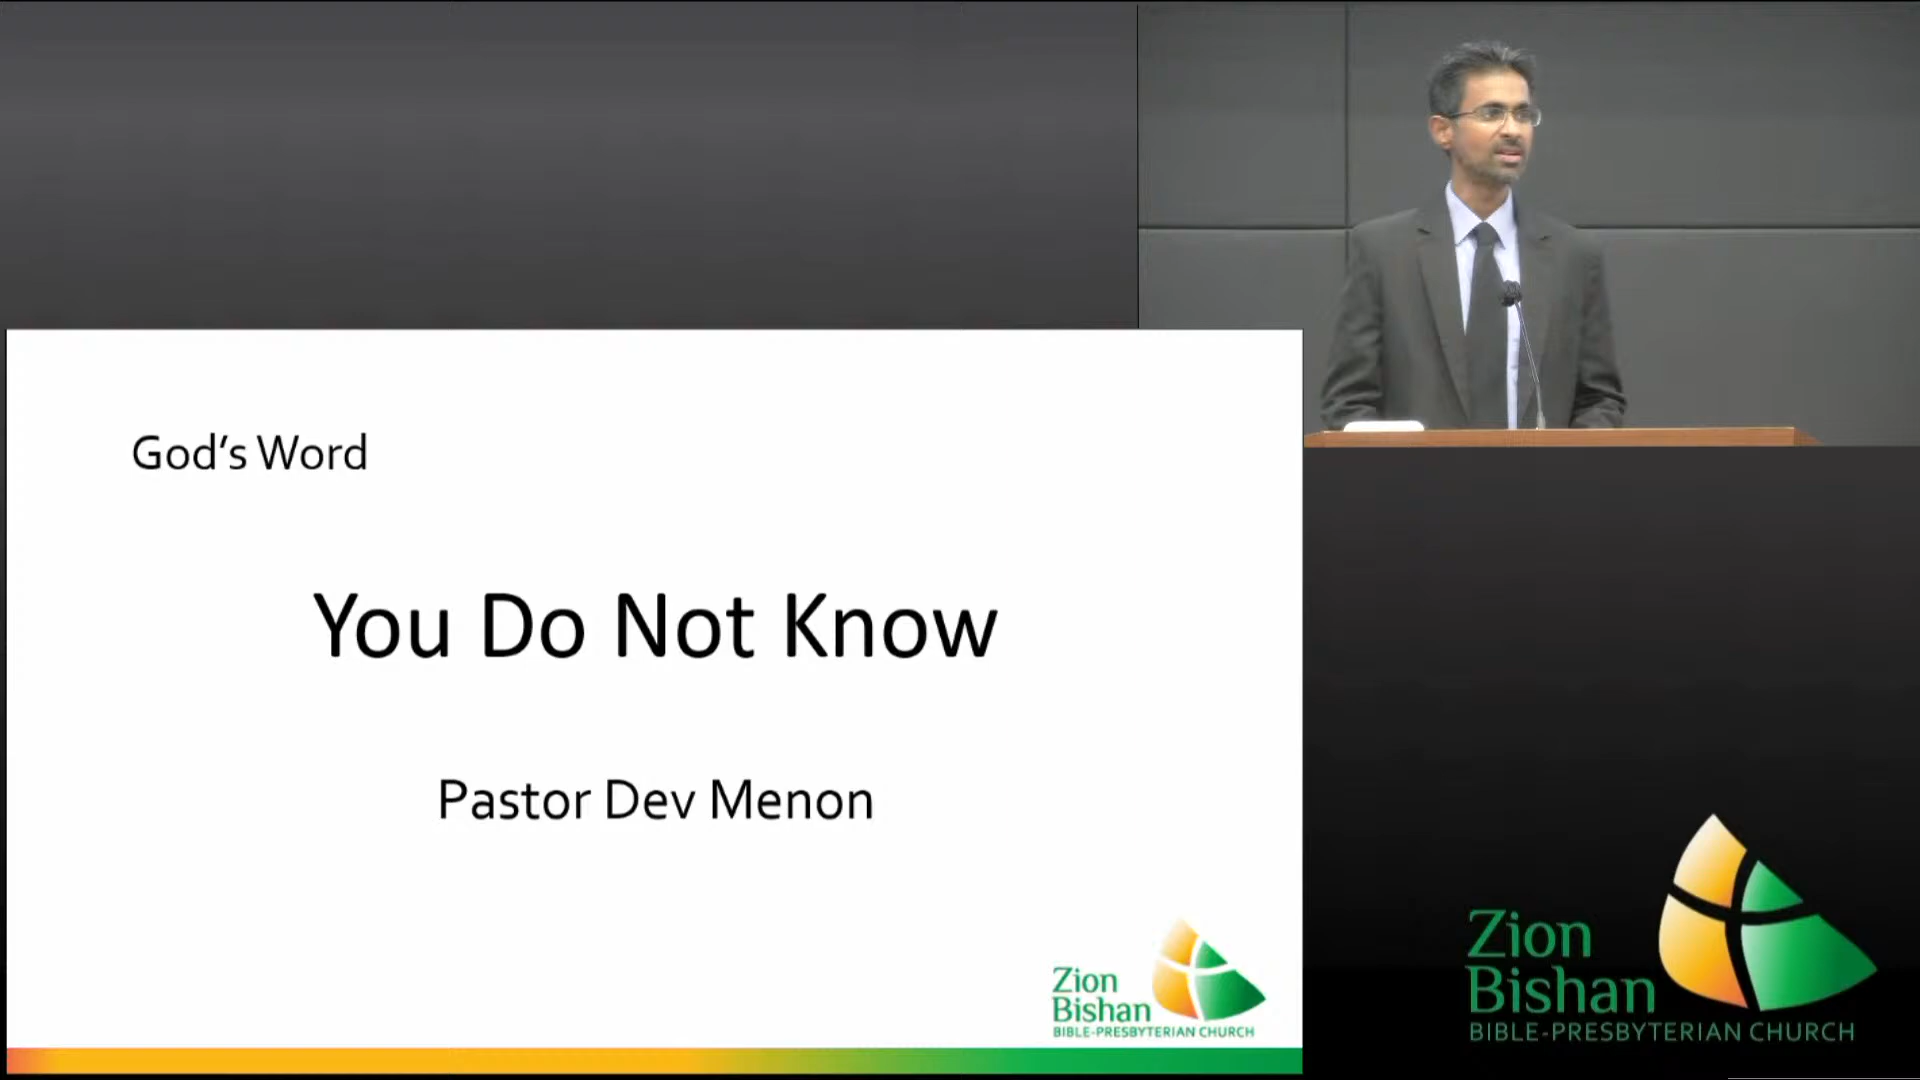 God's Word
You Do Not Know
Pastor Dev Menon
Zion
Bishan
BIBLE-PRESBYTERIAN CHURCH
Zion
Bishan
BIBLE-PRESBYTERIAN CHURCH